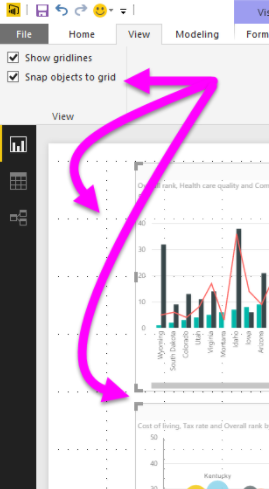 Vis
File Home View Modeling Form
Show gridlines
Snap objects to grid
View
Overall rank, Health care quality and Com
40
30
20
10
0
Wyoming
South Dakota
Colorado
Utah
Virginia
Montana
Idaho
Iowa
Arizona
Cost of living, Tax rate and Overall rank b
50
40
30
Kentucky